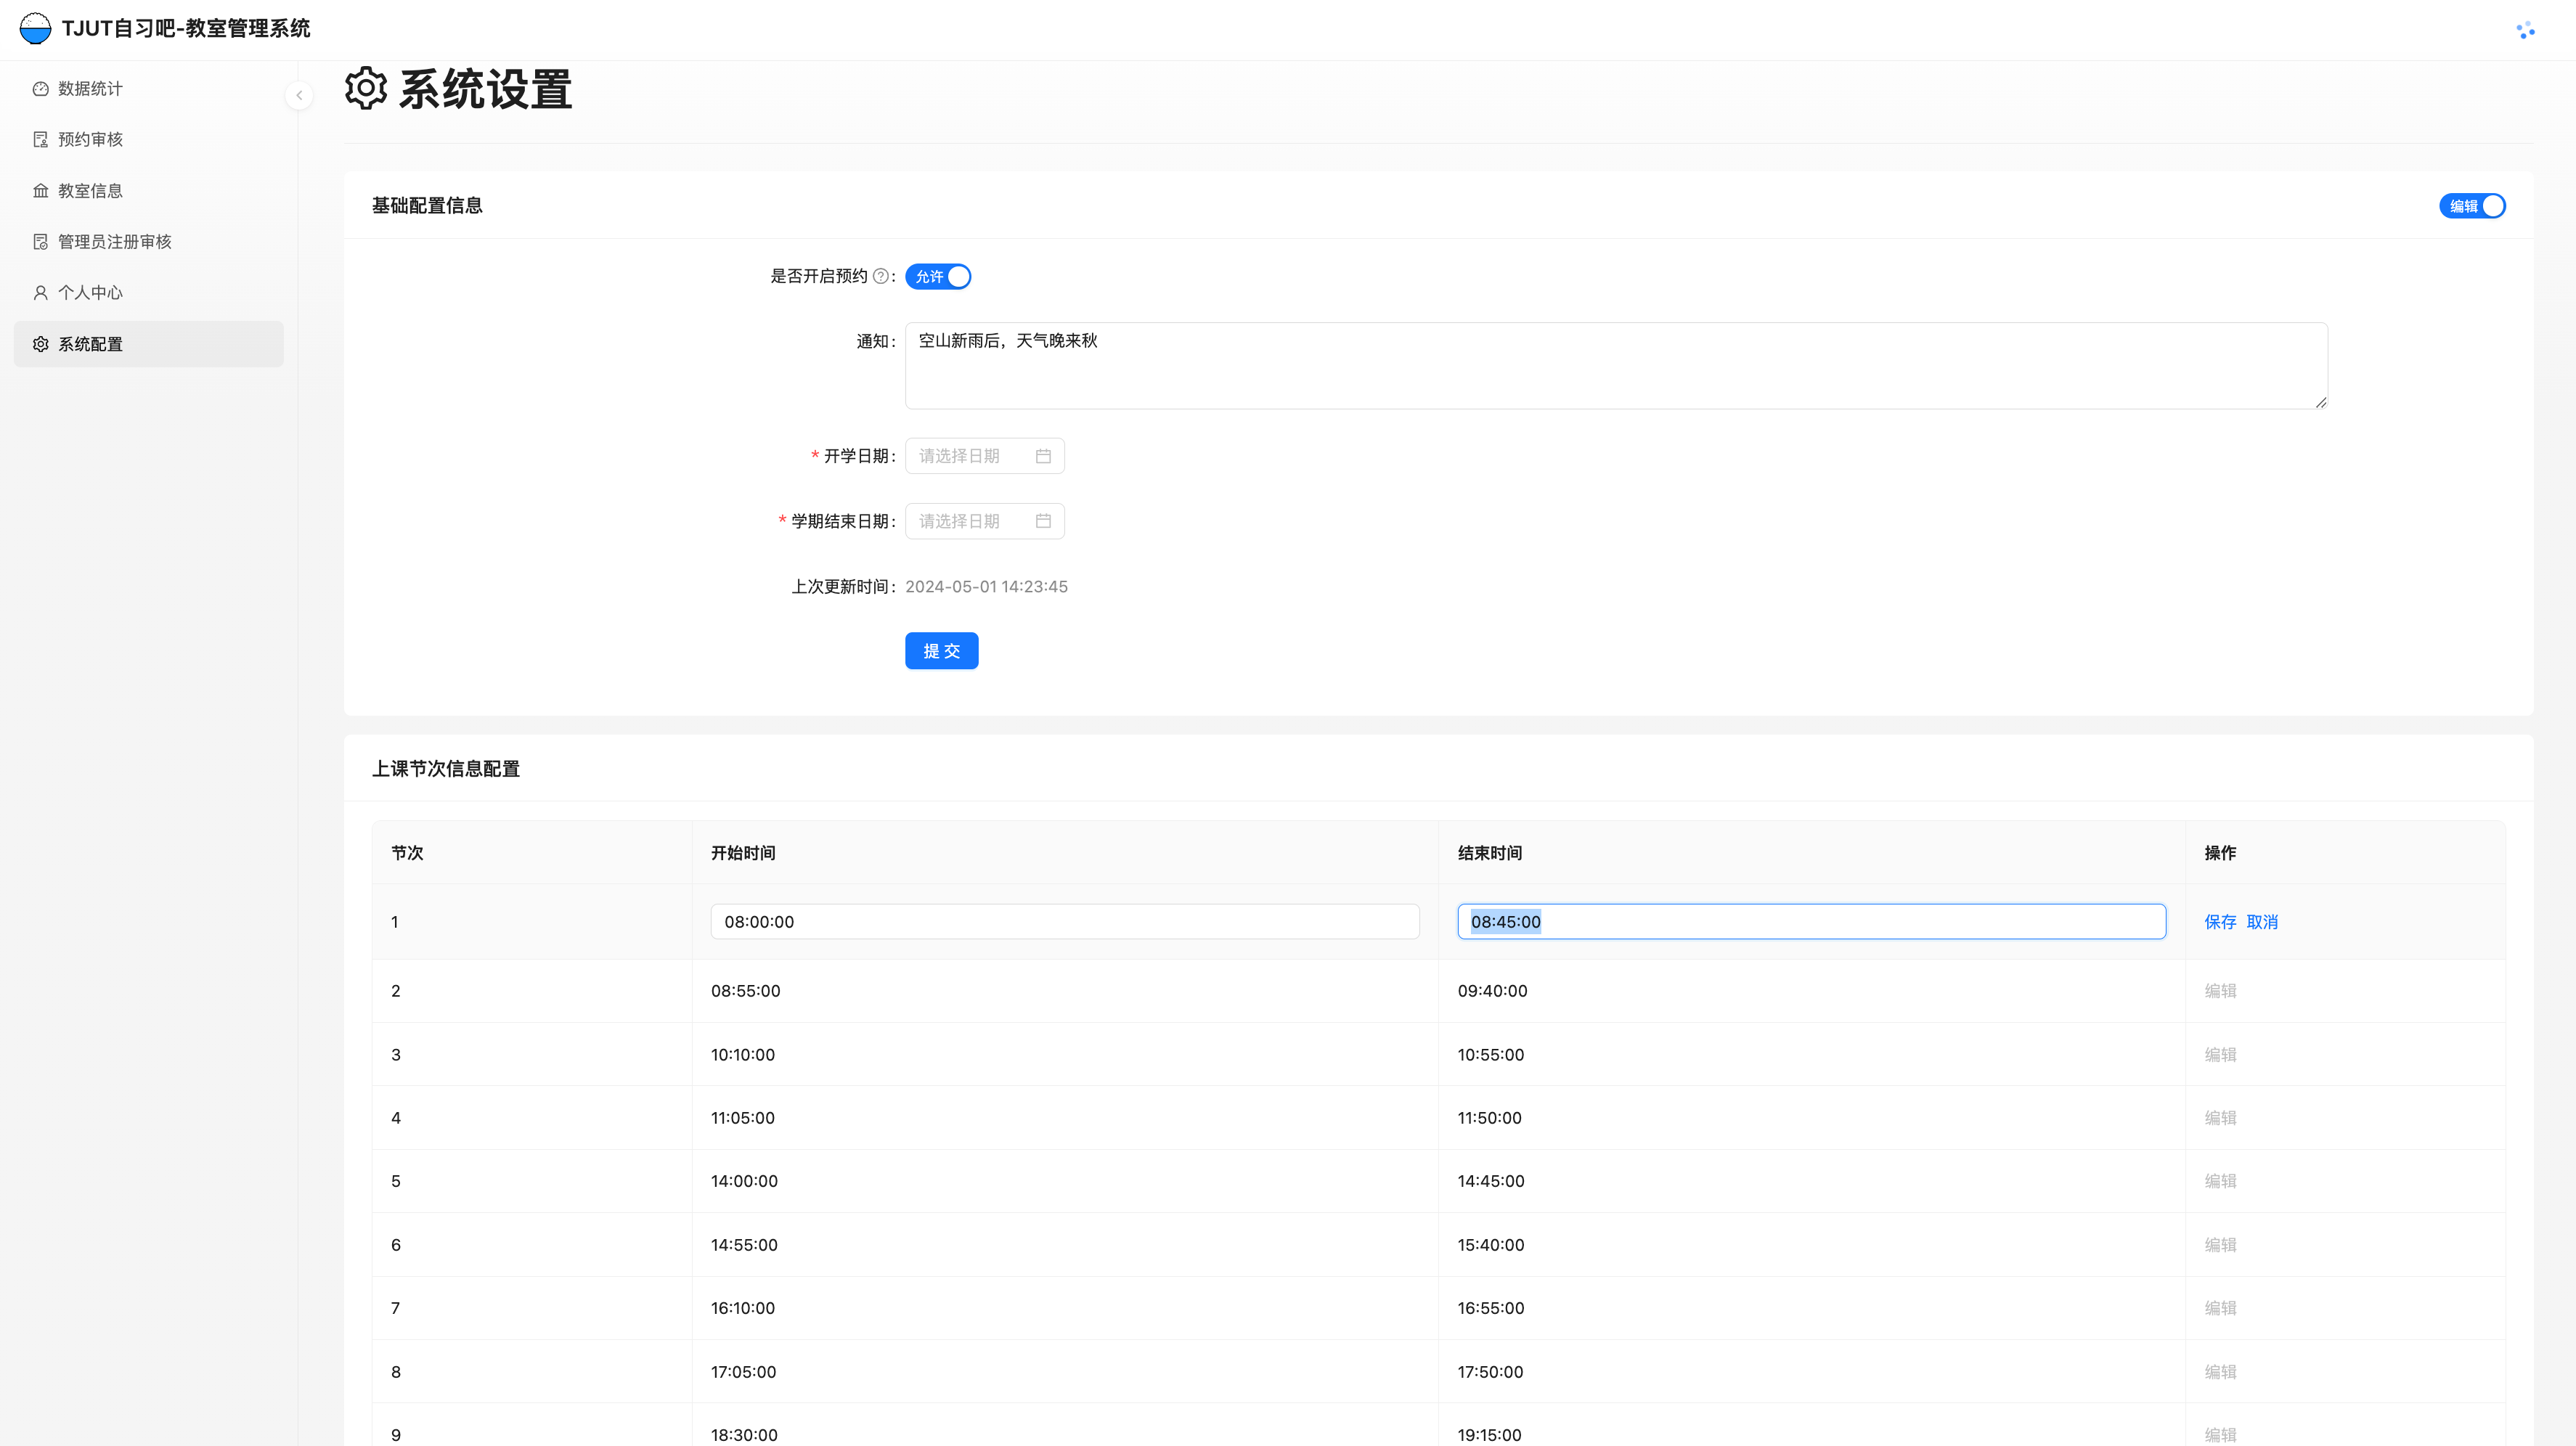 TJUT自习吧-教室管理系统
数据统计
预约审核
教室信息
管理员注册审核
个人中心
系统配置
系统设置
基础配置信息
编辑
是否开启预约 ? : 允许
通知: 空山新雨后，天气晚来秋
* 开学日期: 请选择日期
* 学期结束日期: 请选择日期
上次更新时间: 2024-05-01 14:23:45
提 交
上课节次信息配置
节次 开始时间 结束时间 操作
1 08:00:00 08:45:00 保存 取消
2 08:55:00 09:40:00 编辑
3 10:10:00 10:55:00 编辑
4 11:05:00 11:50:00 编辑
5 14:00:00 14:45:00 编辑
6 14:55:00 15:40:00 编辑
7 16:10:00 16:55:00 编辑
8 17:05:00 17:50:00 编辑
9 18:30:00 19:15:00 编辑